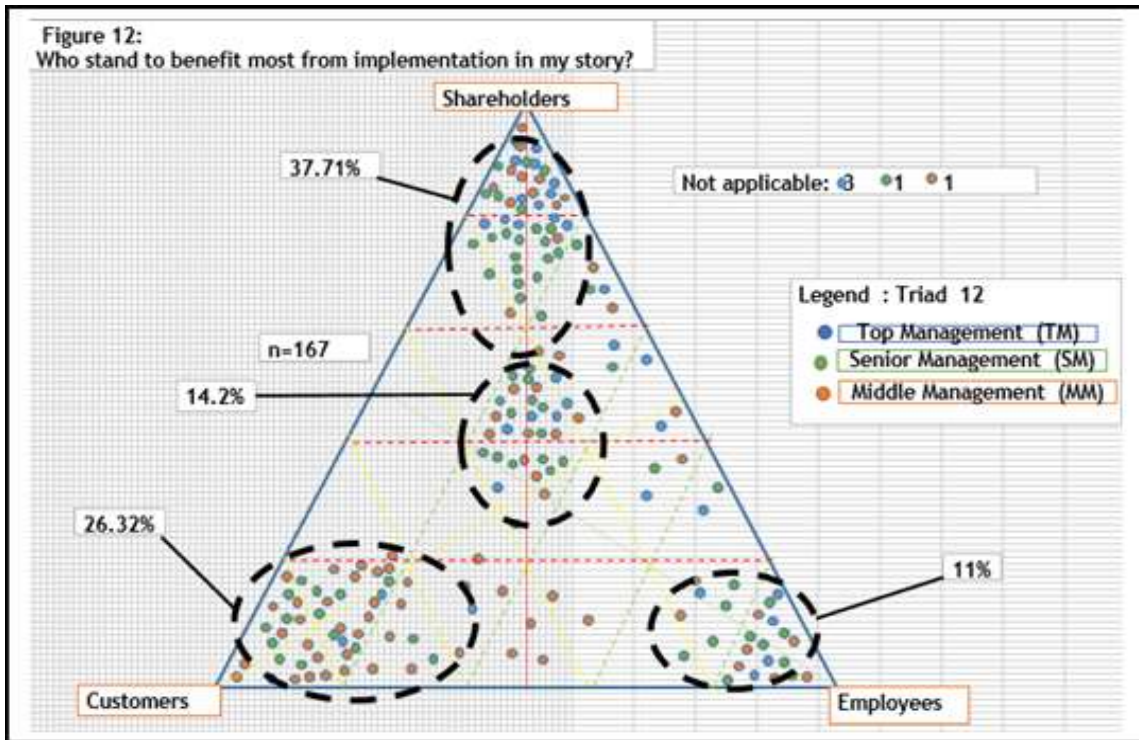 Figure 12:
Who stand to benefit most from implementation in my story?
Shareholders
37.71%
Not applicable: 3 1 1
Legend : Triad 12
Top Management (TM)
Senior Management (SM)
Middle Management (MM)
n=167
14.2%
26.32%
11%
Customers
Employees